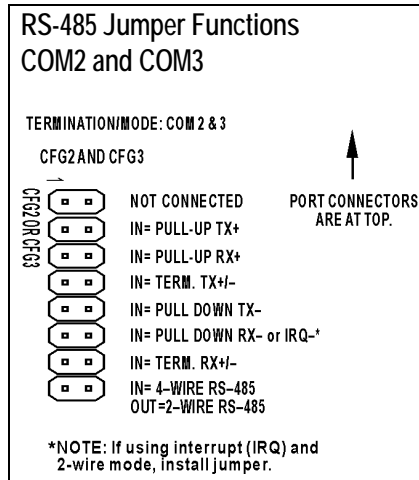 RS-485 Jumper Functions
COM2 and COM3
TERMINATION/MODE: COM 2 & 3
CFG2 AND CFG3
1
CFG2 OR CFG3
NOT CONNECTED
IN= PULL-UP TX+
IN= PULL-UP RX+
IN= TERM. TX+/–
IN= PULL DOWN TX–
IN= PULL DOWN RX– or IRQ–*
IN= TERM. RX+/–
IN= 4–WIRE RS–485
OUT=2–WIRE RS–485
PORT CONNECTORS
ARE AT TOP.
*NOTE: If using interrupt (IRQ) and
2-wire mode, install jumper.